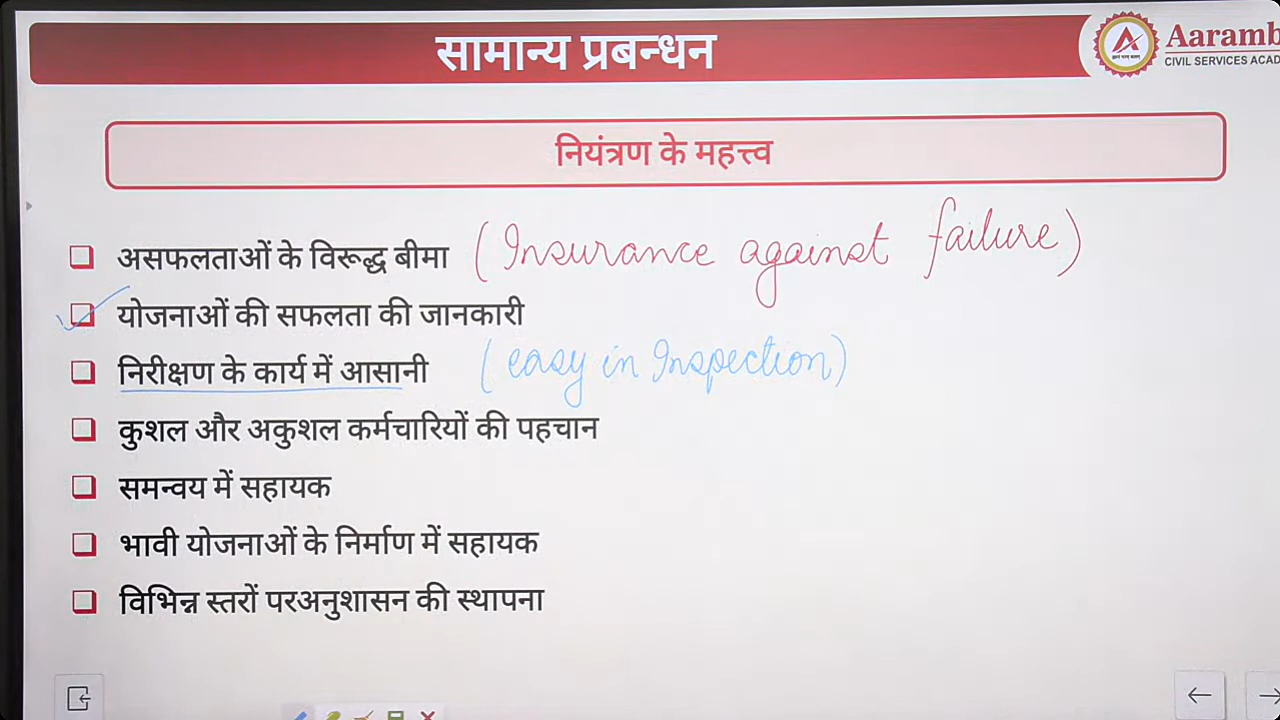 सामान्य प्रबन्धन
Aaramb
CIVIL SERVICES ACAD
नियंत्रण के महत्त्व
असफलताओं के विरूद्ध बीमा (Insurance against failure)
योजनाओं की सफलता की जानकारी
निरीक्षण के कार्य में आसानी (easy in Inspection)
कुशल और अकुशल कर्मचारियों की पहचान
समन्वय में सहायक
भावी योजनाओं के निर्माण में सहायक
विभिन्न स्तरों परअनुशासन की स्थापना